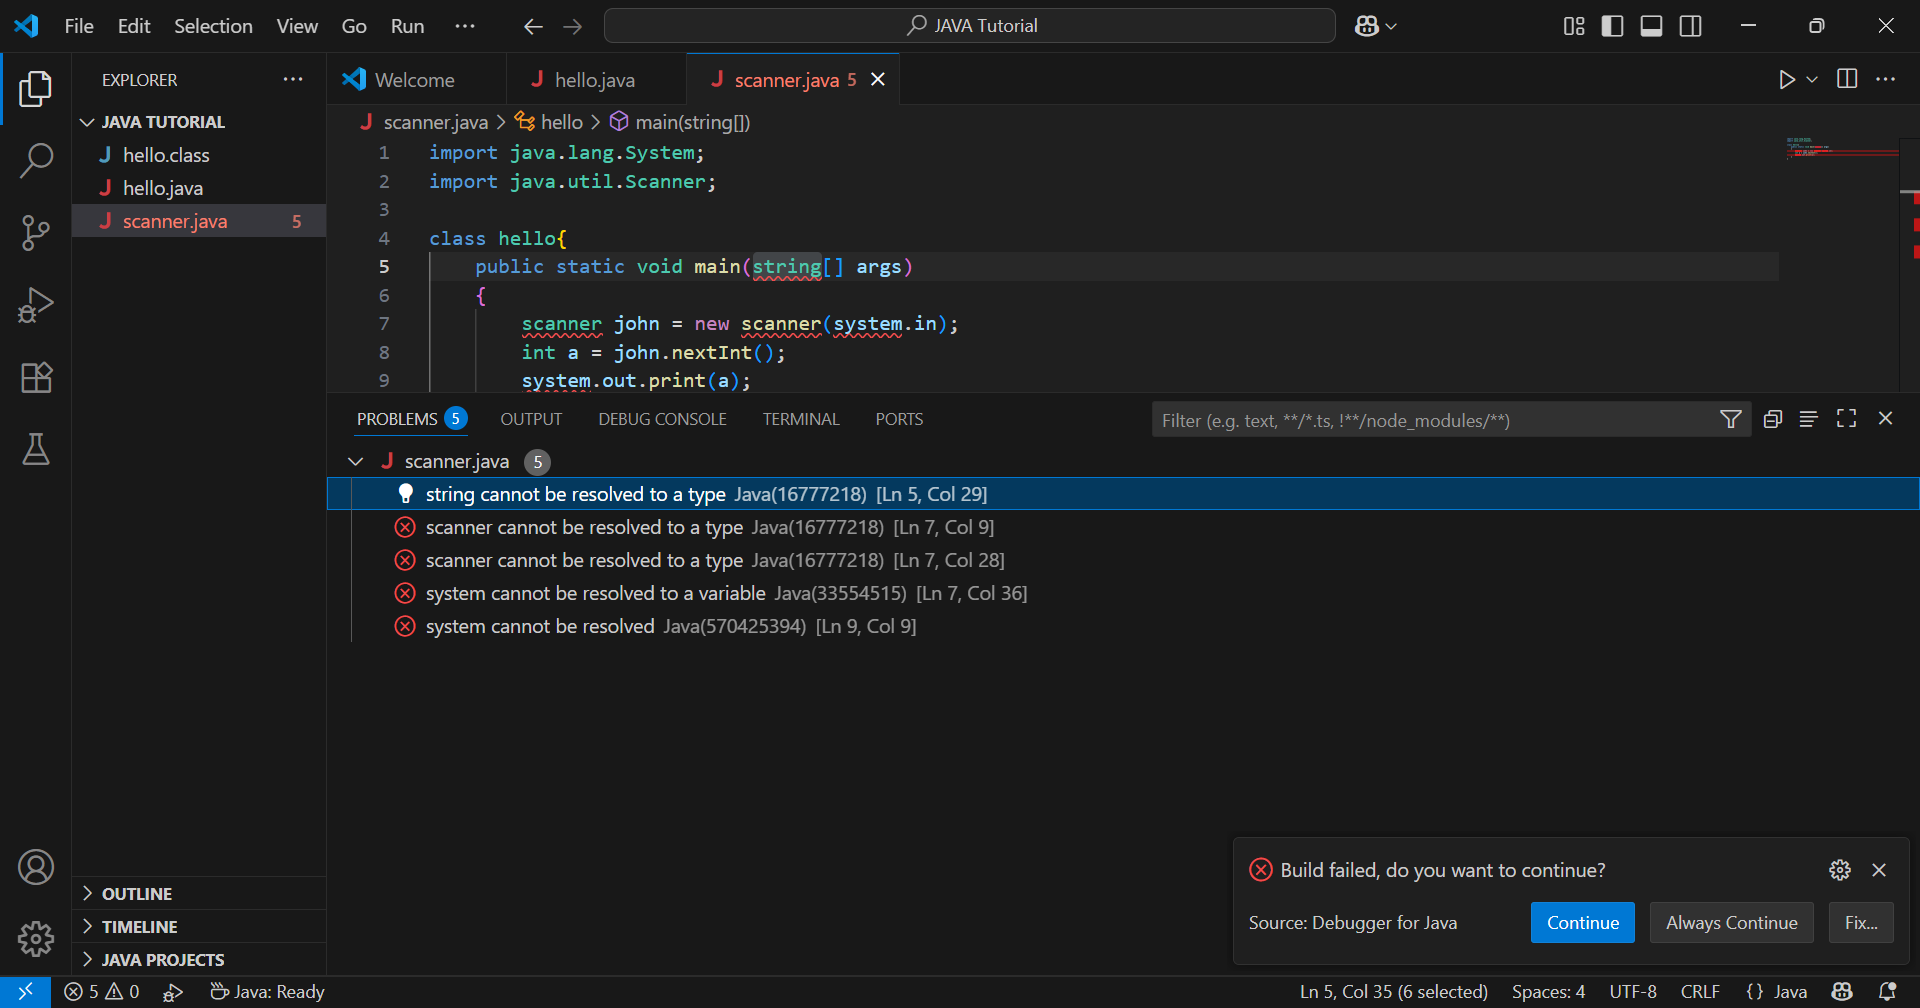 File Edit Selection View Go Run ··· JAVA Tutorial
EXPLORER ···
JAVA TUTORIAL
hello.class
hello.java
scanner.java 5
OUTLINE
TIMELINE
JAVA PROJECTS
Welcome hello.java scanner.java 5
scanner.java > hello > main(string[])
1 import java.lang.System;
2 import java.util.Scanner;
3
4 class hello{
5 public static void main(string[] args)
6 {
7 scanner john = new scanner(system.in);
8 int a = john.nextInt();
9 system.out.print(a);
PROBLEMS 5 OUTPUT DEBUG CONSOLE TERMINAL PORTS Filter (e.g. text, **/*.ts, !**/node_modules/**)
scanner.java 5
string cannot be resolved to a type Java(16777218) [Ln 5, Col 29]
scanner cannot be resolved to a type Java(16777218) [Ln 7, Col 9]
scanner cannot be resolved to a type Java(16777218) [Ln 7, Col 28]
system cannot be resolved to a variable Java(33554515) [Ln 7, Col 36]
system cannot be resolved Java(570425394) [Ln 9, Col 9]
Build failed, do you want to continue?
Source: Debugger for Java Continue Always Continue Fix...
5 0 Java: Ready Ln 5, Col 35 (6 selected) Spaces: 4 UTF-8 CRLF {} Java